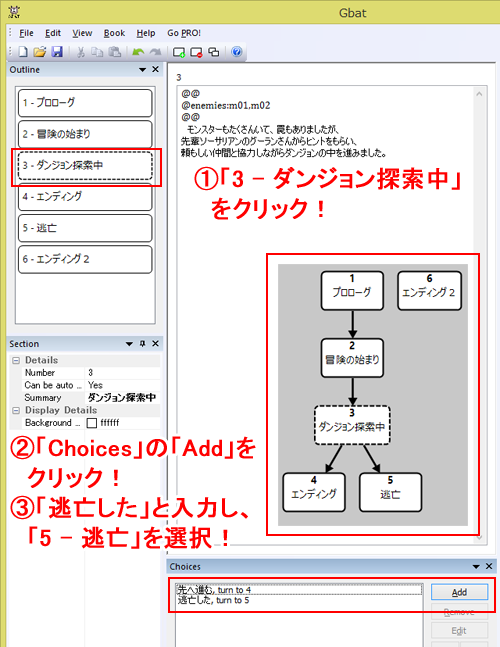 Gbat
File Edit View Book Help Go PRO!
Outline
1 - プロローグ
2 - 冒険の始まり
3 - ダンジョン探索中
4 - エンディング
5 - 逃亡
6 - エンディング２
3
@@
@enemies:m01,m02
@@
モンスターもたくさんいて、罠もありましたが、
先輩ソーサリアンのグーランさんからヒントをもらい、
頼もしい仲間と協力しながらダンジョンの中を進みました。
①「3 – ダンジョン探索中」
をクリック！
1
プロローグ
6
エンディング２
2
冒険の始まり
3
ダンジョン探索中
4
エンディング
5
逃亡
Section
Details
Number 3
Can be auto ... Yes
Summary ダンジョン探索中
Display Details
Background ... ffffff
②「Choices」の「Add」を
クリック！
③「逃亡した」と入力し、
「5 – 逃亡」を選択！
Choices
先へ進む, turn to 4
逃亡した, turn to 5
Add
Remove
Edit